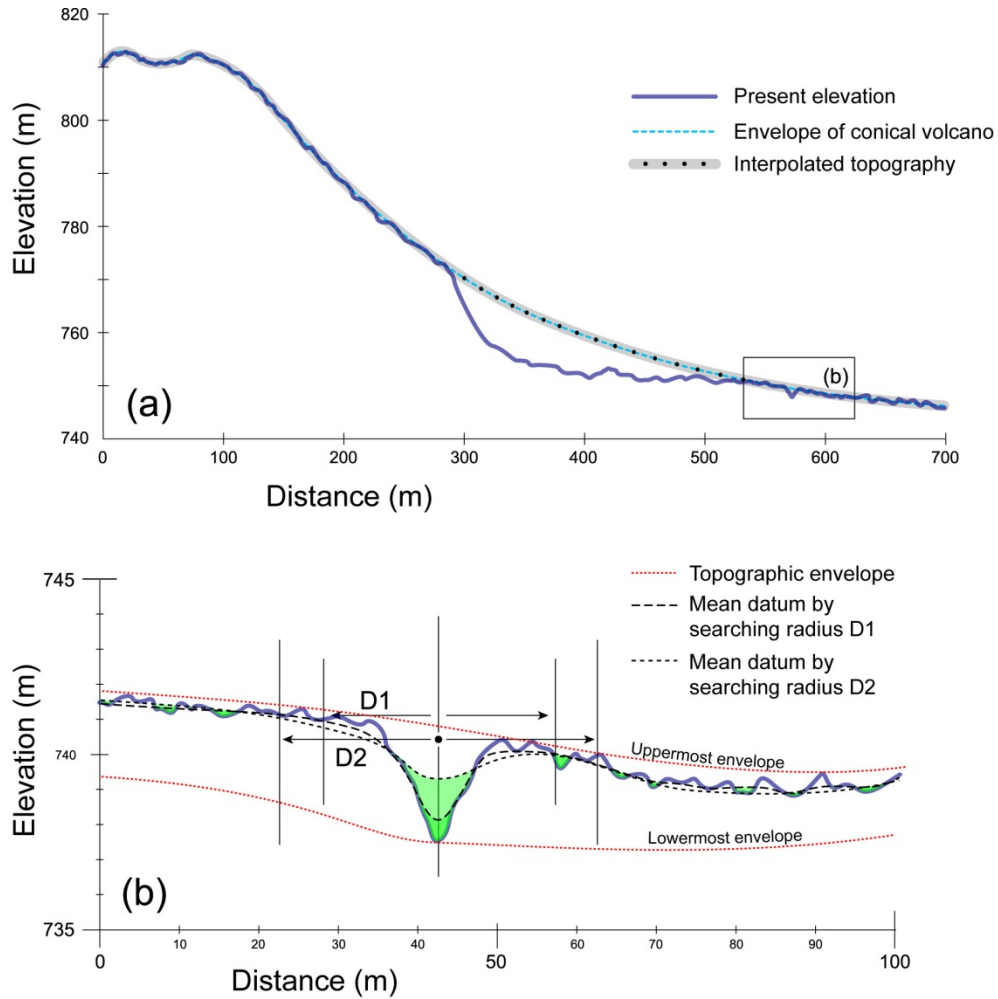 820
800
780
760
740
Elevation (m)
Present elevation
Envelope of conical volcano
Interpolated topography
(b)
(a)
0
100
200
300
400
500
600
700
Distance (m)
745
740
735
Elevation (m)
Topographic envelope
Mean datum by
searching radius D1
Mean datum by
searching radius D2
D1
D2
Uppermost envelope
Lowermost envelope
(b)
0
10
20
30
40
50
60
70
80
90
100
Distance (m)